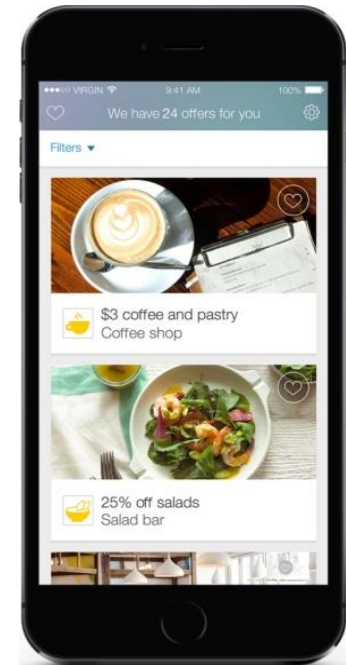 VIRGIN 9:41 AM 100%
We have 24 offers for you
Filters
$3 coffee and pastry
Coffee shop
25% off salads
Salad bar